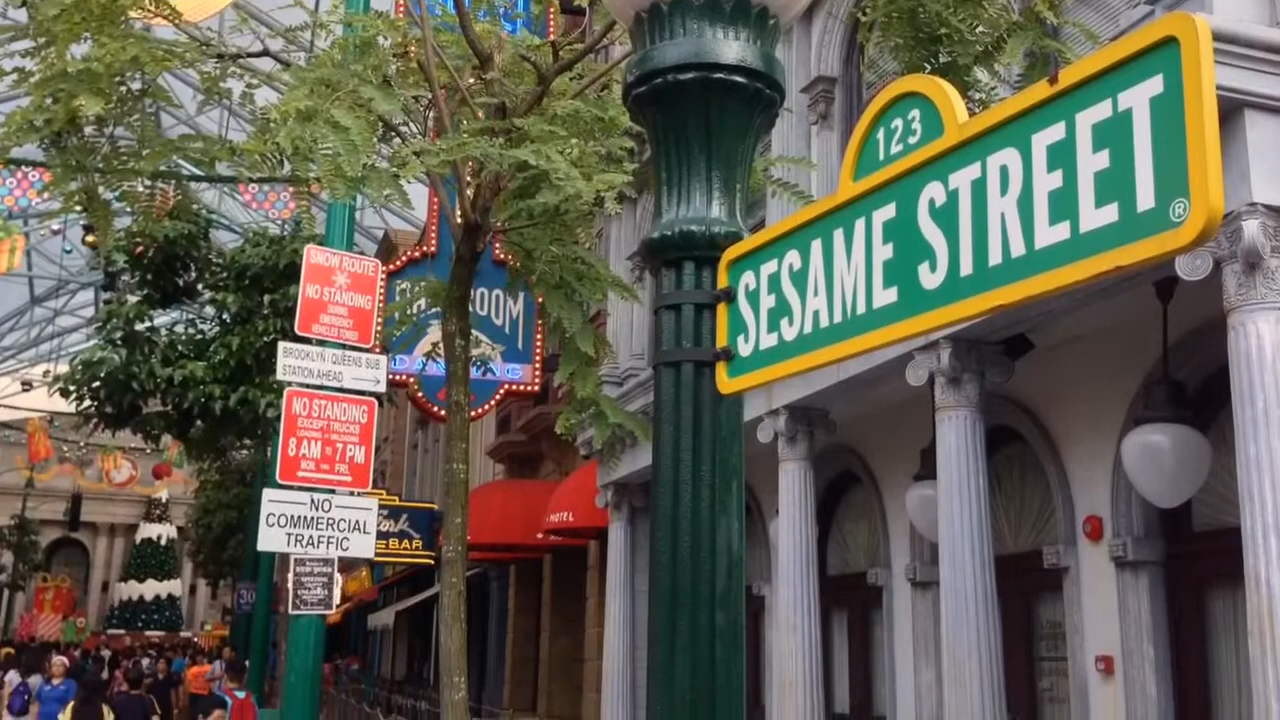 123
SESAME STREET®
SNOW ROUTE
NO STANDING
DURING
EMERGENCY
VEHICLES TOWED
BROOKLYN/QUEENS SUB.
STATION AHEAD
NO STANDING
EXCEPT TRUCKS
LOADING OR UNLOADING
8 AM TO 7 PM
MON. THRU FRI.
NO
COMMERCIAL
TRAFFIC
DANCING
BAR
HOTEL
30